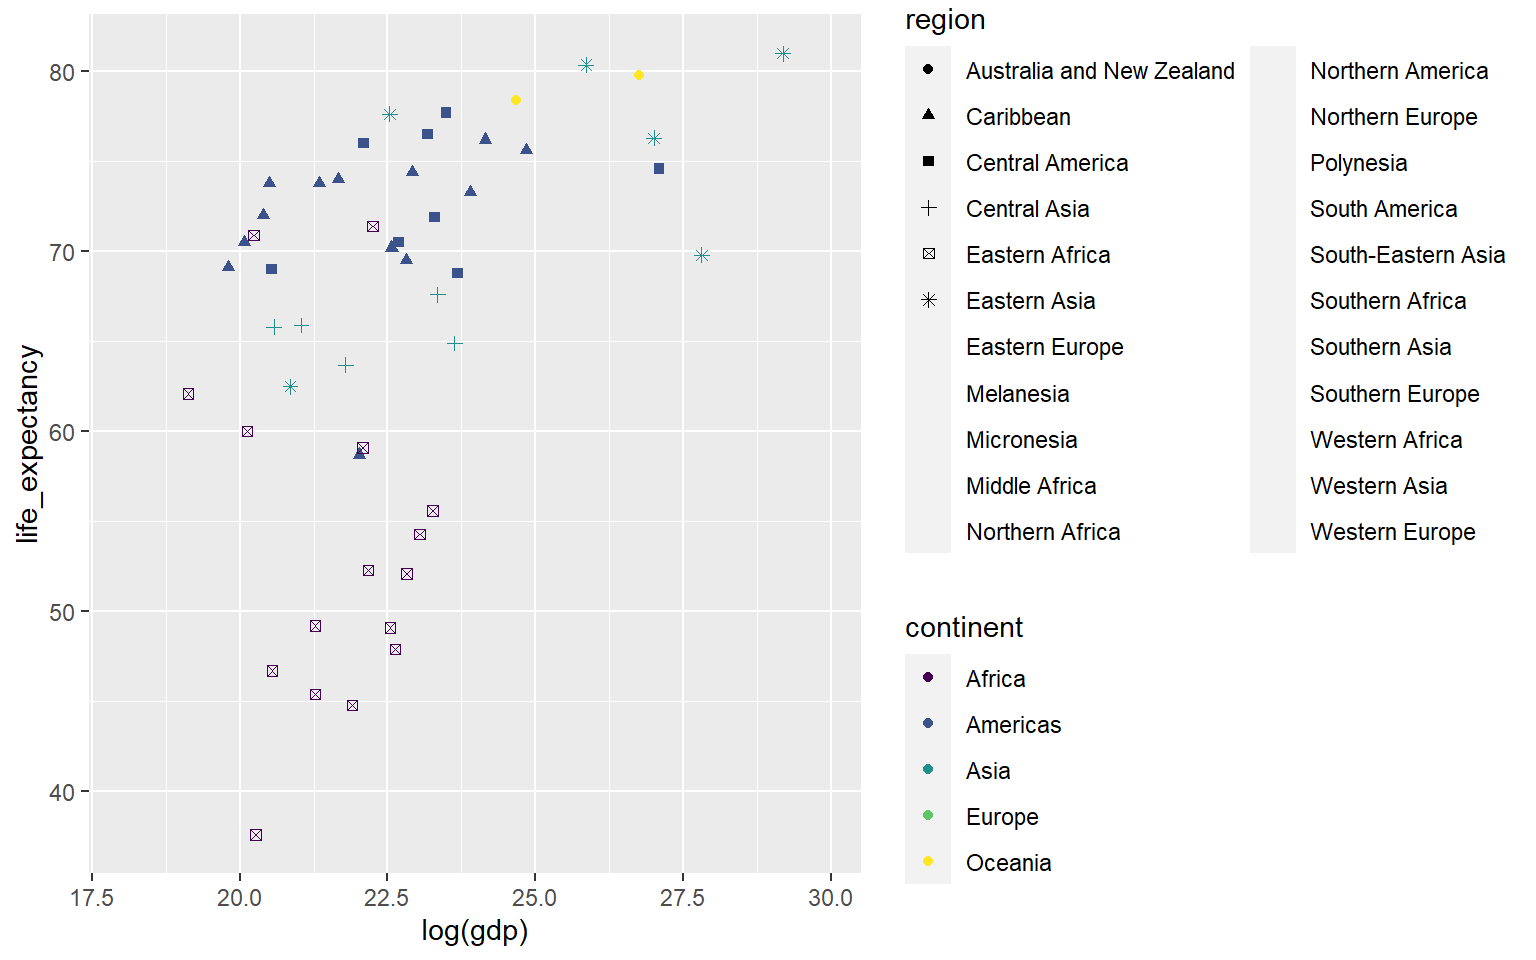 life_expectancy
80
70
60
50
40
17.5 20.0 22.5 25.0 27.5 30.0
log(gdp)
region
Australia and New Zealand
Caribbean
Central America
Central Asia
Eastern Africa
Eastern Asia
Eastern Europe
Melanesia
Micronesia
Middle Africa
Northern Africa
Northern America
Northern Europe
Polynesia
South America
South-Eastern Asia
Southern Africa
Southern Asia
Southern Europe
Western Africa
Western Asia
Western Europe
continent
Africa
Americas
Asia
Europe
Oceania